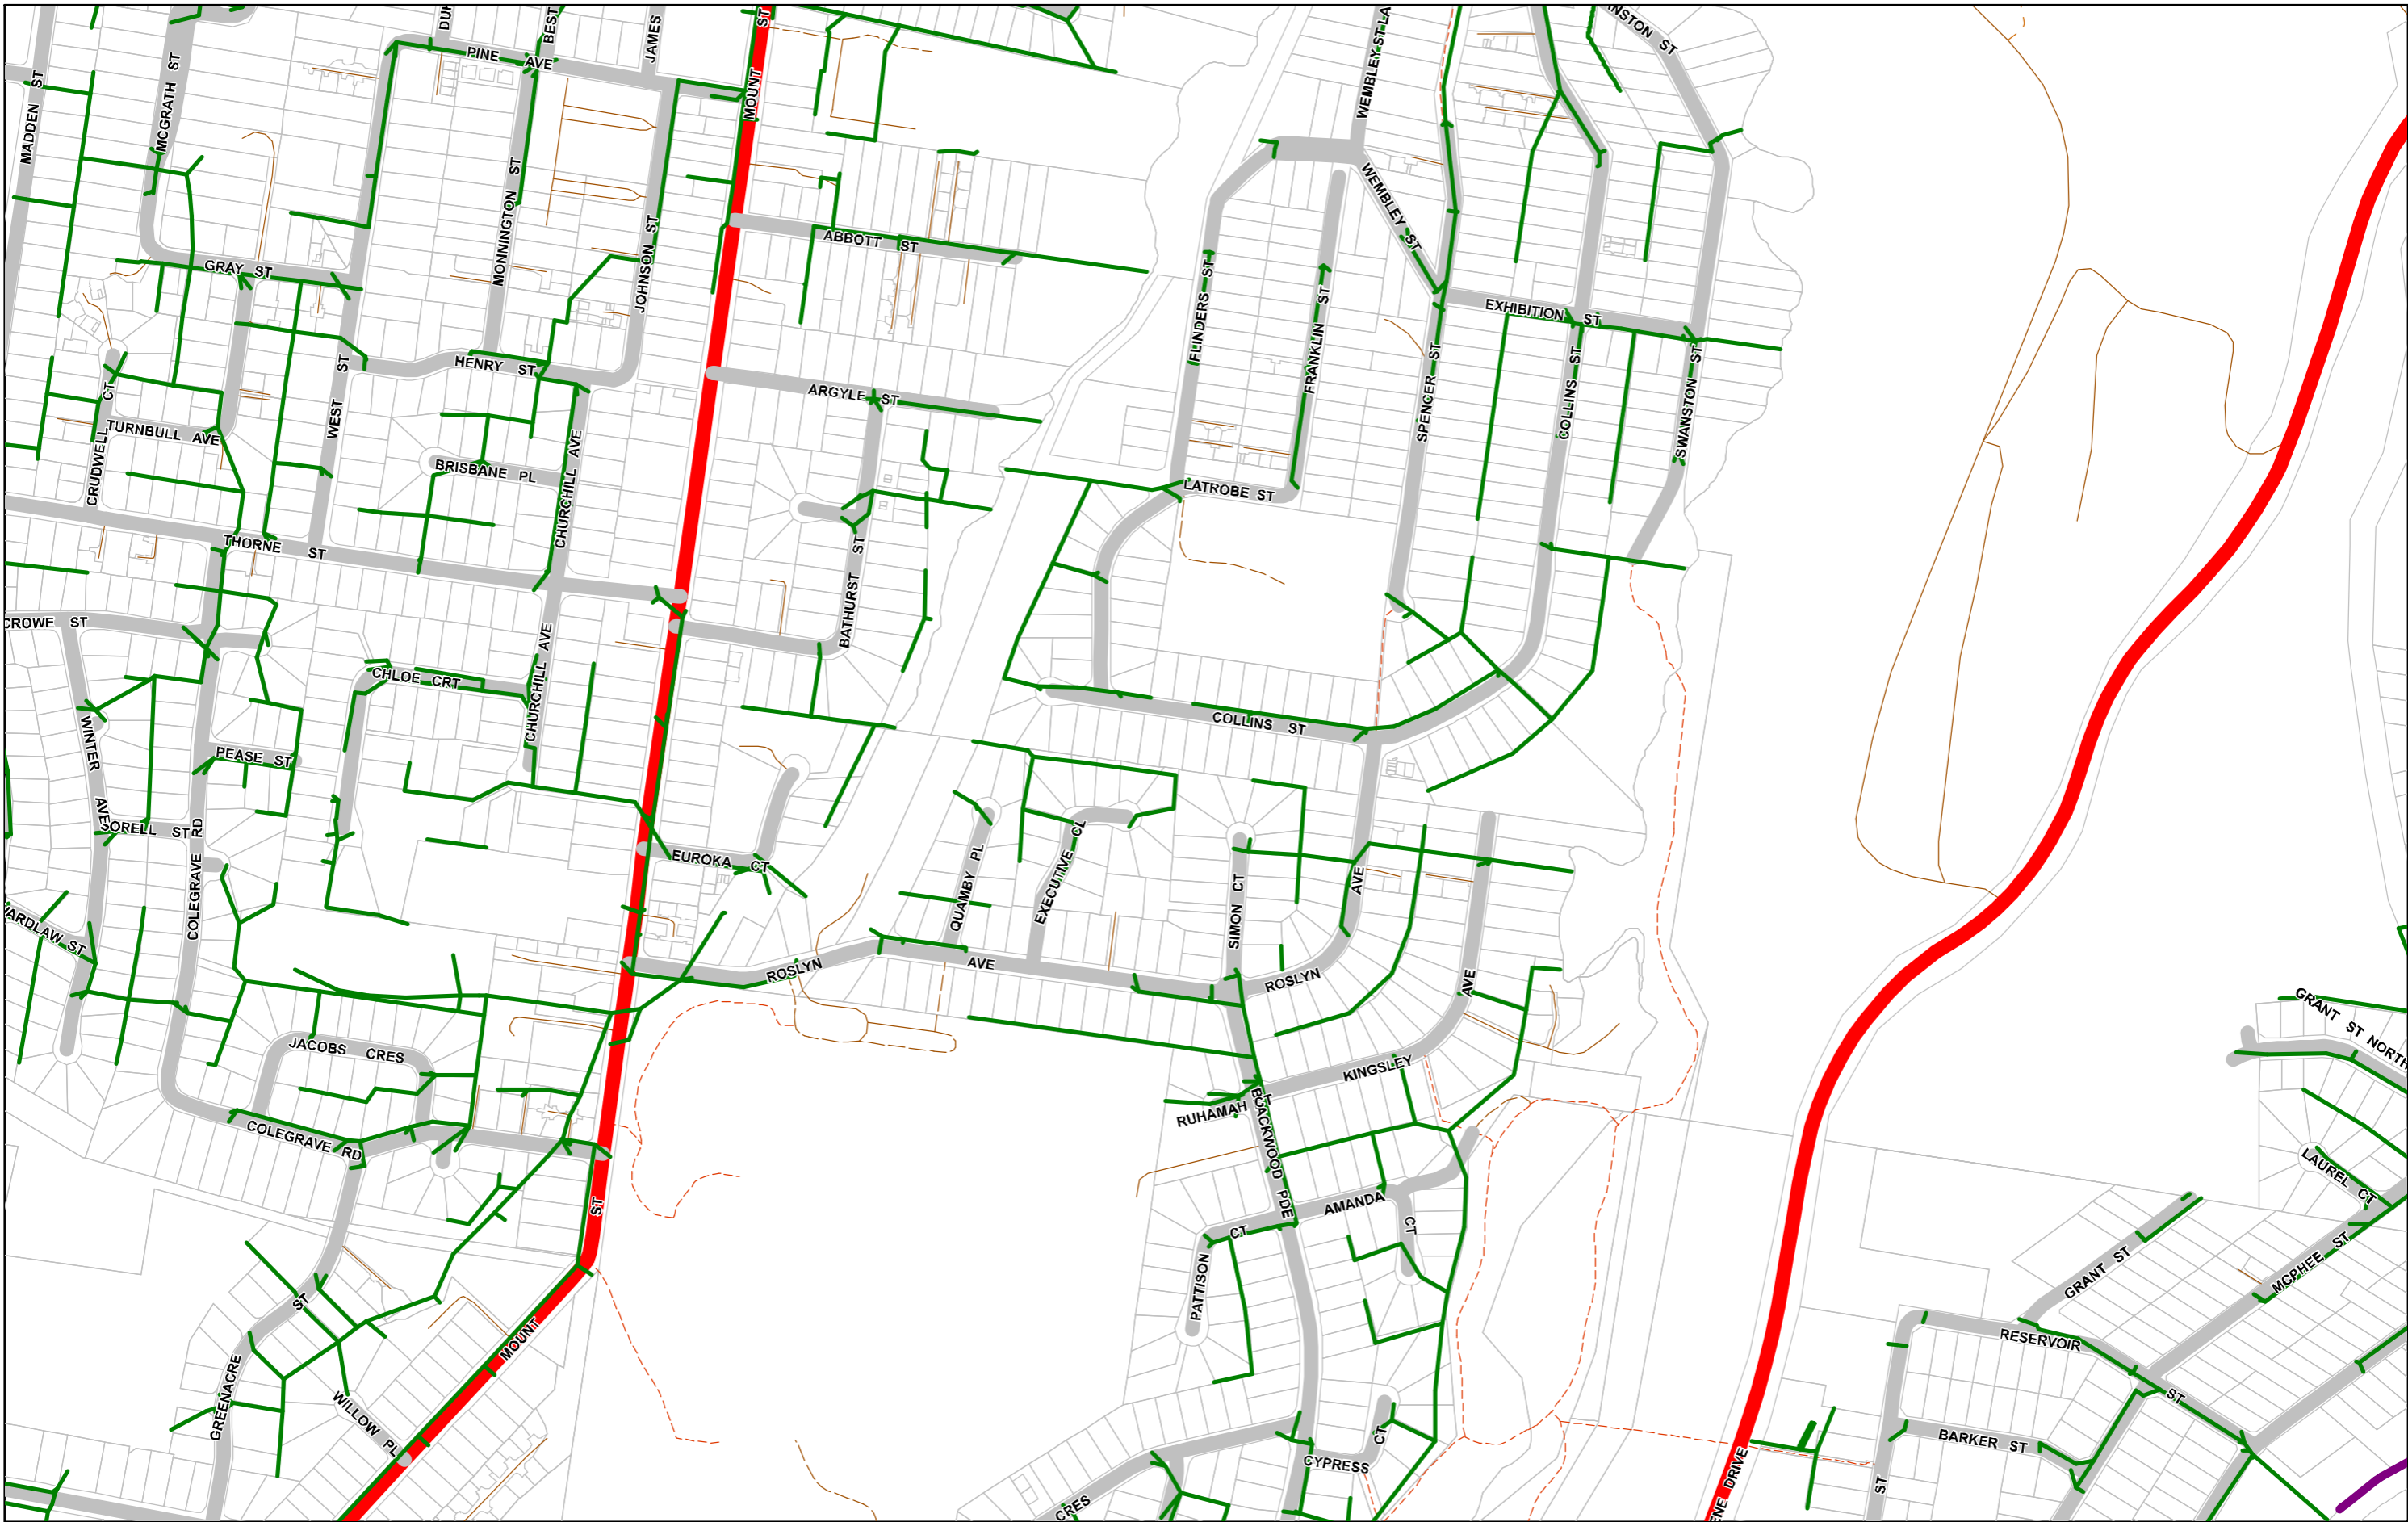 MADDEN ST
MCGRATH ST
PINE AVE
BEST
JAMES
MOUNT
ST
WEMBLEY ST LA
MONNINGTON ST
JOHNSON ST
ABBOTT ST
GRAY ST
WEMBLEY ST
FLINDERS ST
FRANKLIN ST
EXHIBITION ST
SPENCER ST
COLLINS ST
SWANSTON ST
HENRY ST
WEST ST
ARGYLE ST
CRUDWELL CT
TURNBULL AVE
BRISBANE PL
CHURCHILL AVE
LATROBE ST
THORNE ST
BATHURST ST
CROWE ST
CHLOE CRT
CHURCHILL AVE
COLLINS ST
WINTER AVE
PEASE ST
SORELL ST
COLEGRAVE RD
EUROKA CT
QUAMBY PL
EXECUTIVE CL
SIMON CT
AVE
ROSLYN AVE
ROSLYN
AVE
KINGSLEY
JACOBS CRES
RUHAMAH
BLACKWOOD PDE
COLEGRAVE RD
ST
AMANDA
CT
PATTISON CT
GRANT ST NORTH
LAUREL CT
GRANT ST
MCPHEE ST
RESERVOIR ST
MOUNT
GREENACRE ST
WILLOW PL
CYPRESS CT
CRES
BARKER ST
ST